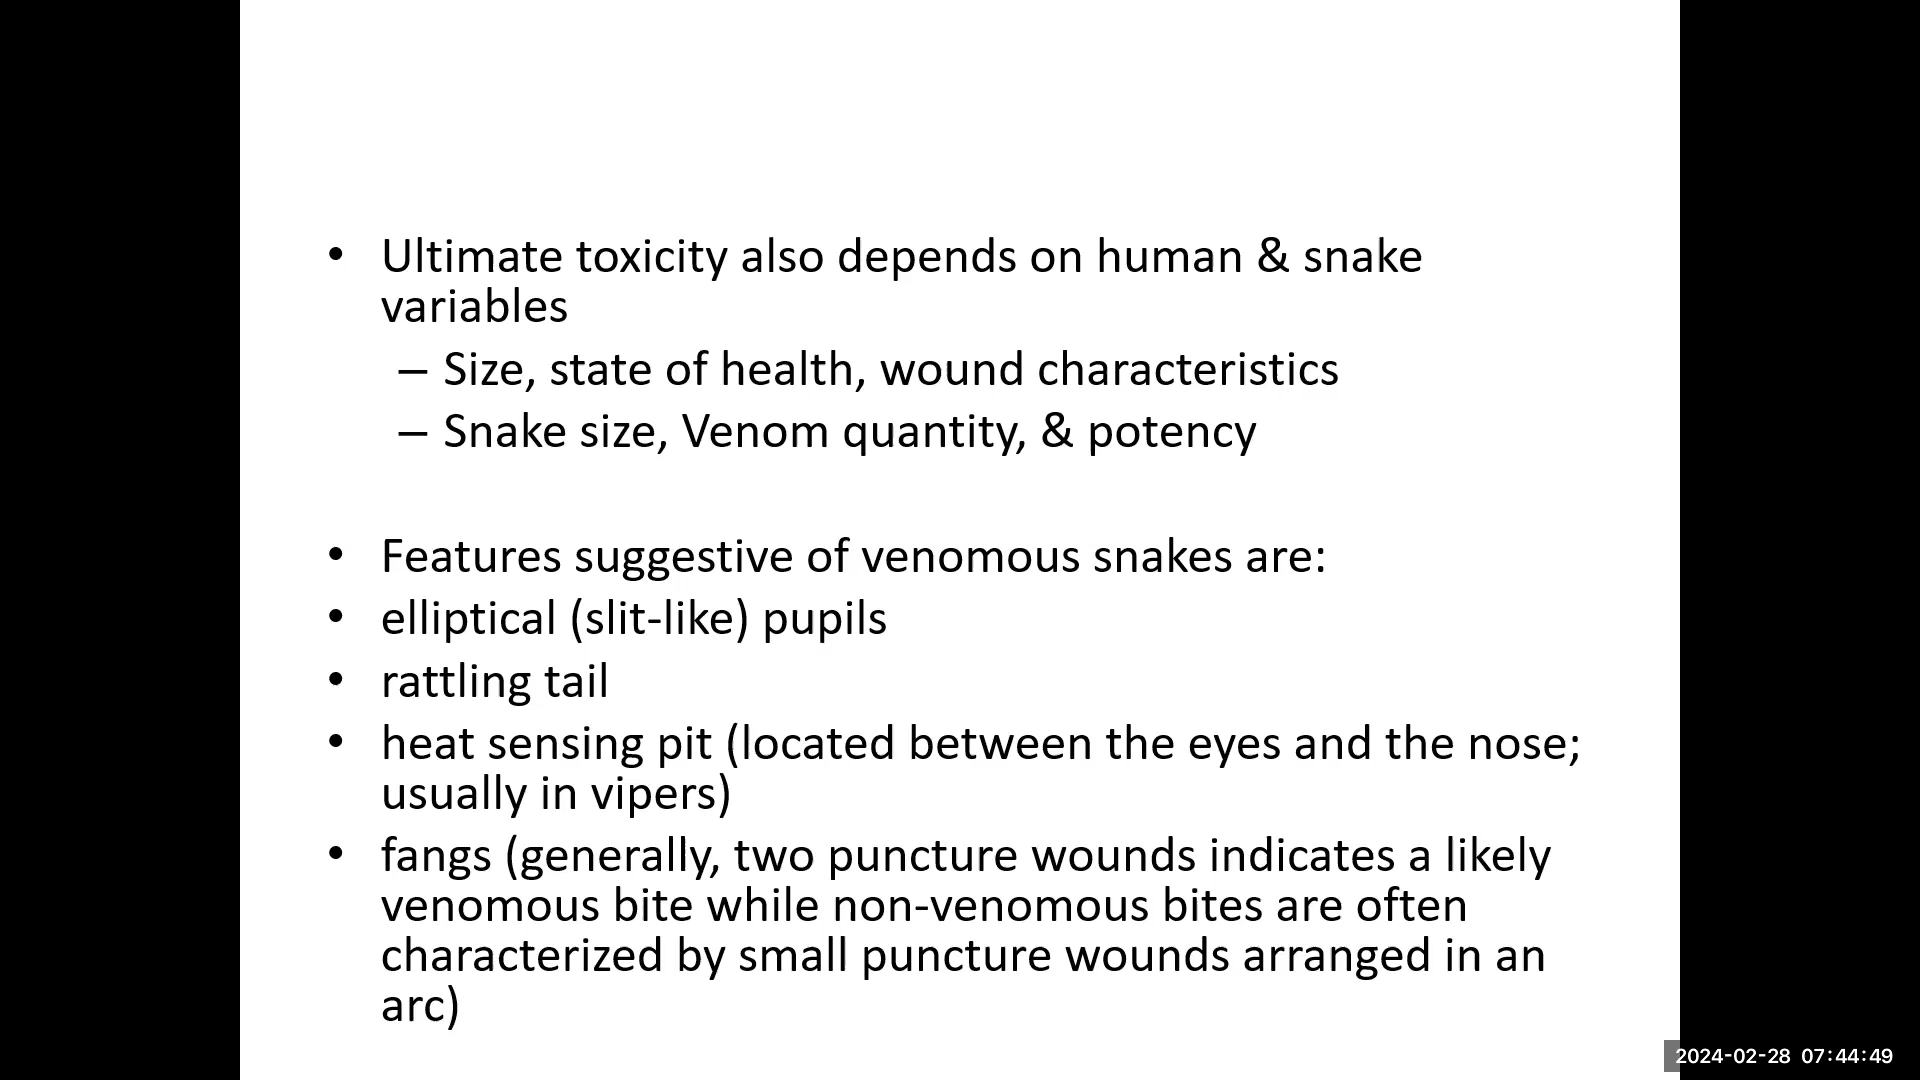 • Ultimate toxicity also depends on human & snake
variables
– Size, state of health, wound characteristics
– Snake size, Venom quantity, & potency
• Features suggestive of venomous snakes are:
• elliptical (slit-like) pupils
• rattling tail
• heat sensing pit (located between the eyes and the nose;
usually in vipers)
• fangs (generally, two puncture wounds indicates a likely
venomous bite while non-venomous bites are often
characterized by small puncture wounds arranged in an
arc)
2024-02-28 07:44:49